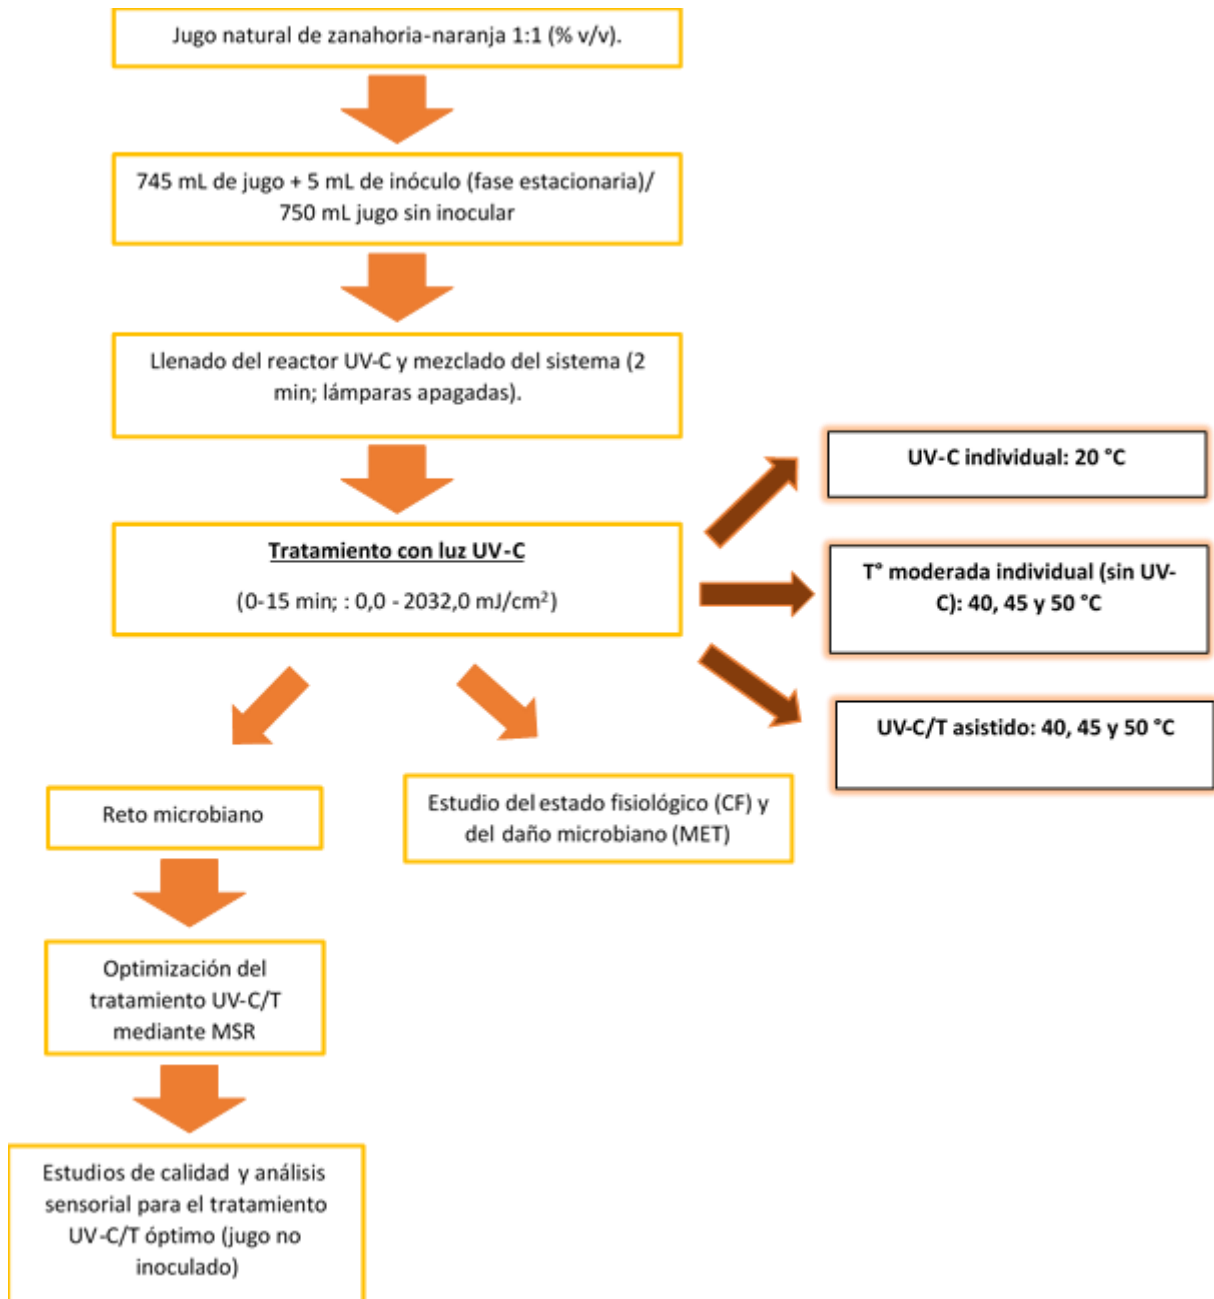 Jugo natural de zanahoria-naranja 1:1 (% v/v).
745 mL de jugo + 5 mL de inóculo (fase estacionaria)/
750 mL jugo sin inocular
Llenado del reactor UV-C y mezclado del sistema (2
min; lámparas apagadas).
Tratamiento con luz UV-C
(0-15 min; : 0,0 - 2032,0 mJ/cm²)
UV-C individual: 20 °C
T° moderada individual (sin UV-
C): 40, 45 y 50 °C
UV-C/T asistido: 40, 45 y 50 °C
Reto microbiano
Estudio del estado fisiológico (CF) y
del daño microbiano (MET)
Optimización del
tratamiento UV-C/T
mediante MSR
Estudios de calidad y análisis
sensorial para el tratamiento
UV-C/T óptimo (jugo no
inoculado)